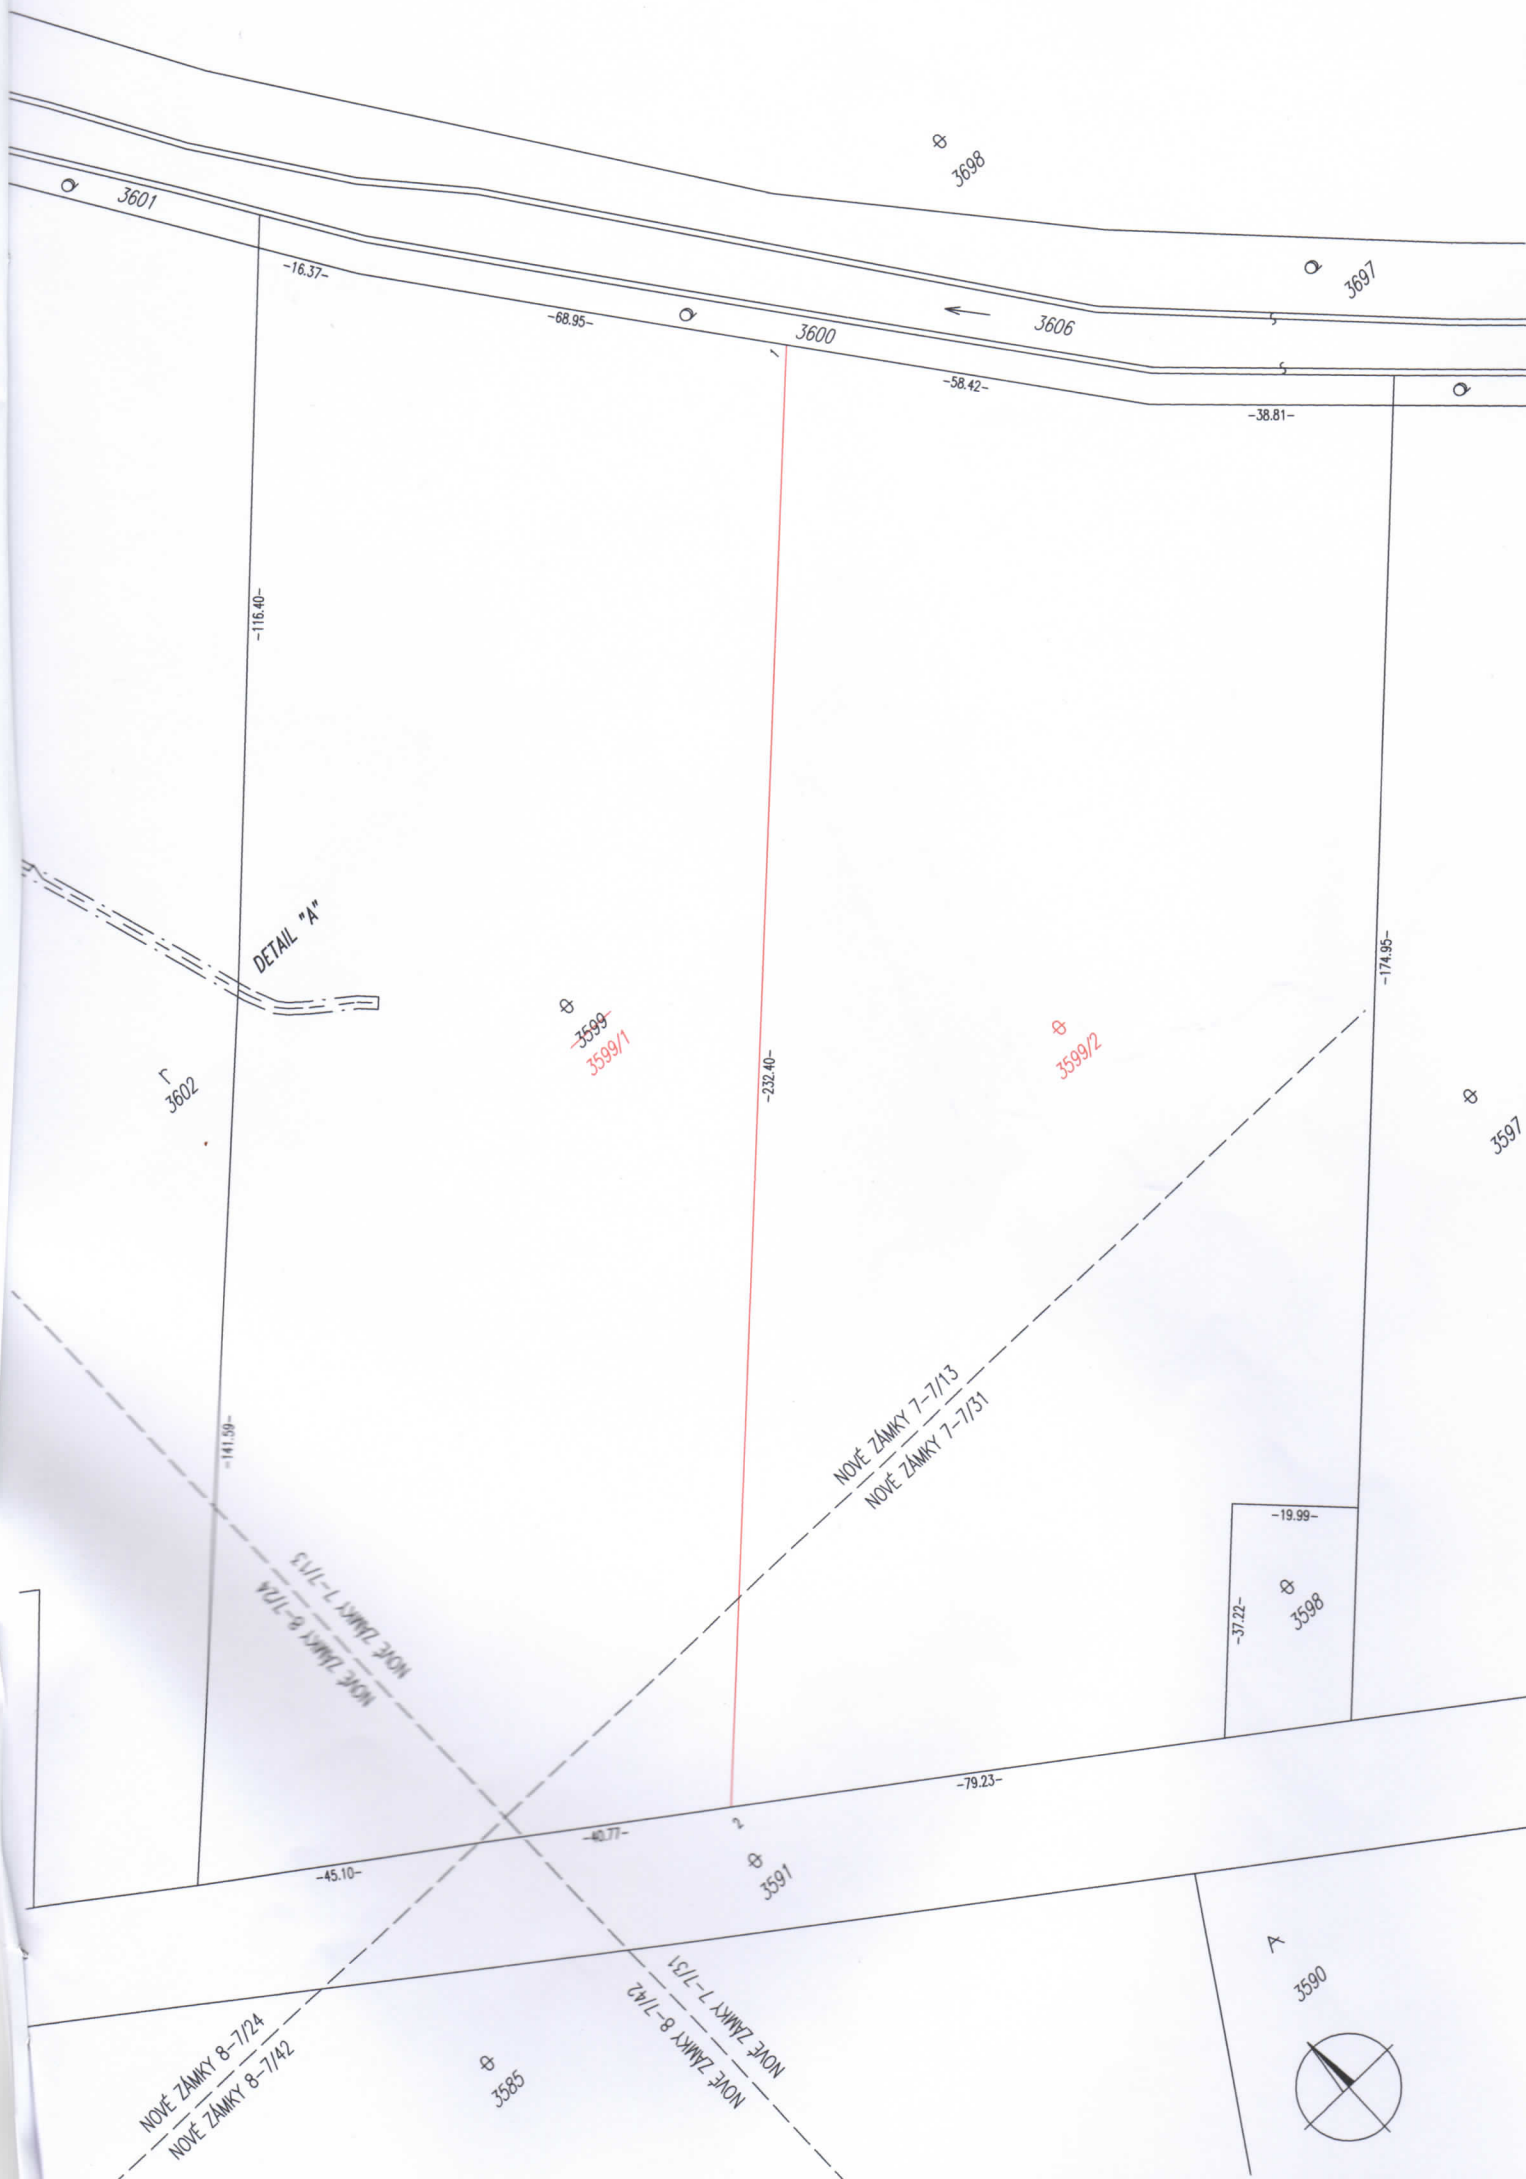 3698
3601
3697
-16.37-
-68.95-
3600
3606
1
-58.42-
-38.81-
-116.40-
DETAIL "A"
-174.95-
3599
3599/1
3599/2
-232.40-
3602
3597
-141.59-
NOVÉ ZÁMKY 7-7/13
NOVÉ ZÁMKY 7-7/31
-19.99-
3598
-37.22-
NOVÉ ZÁMKY 7-7/13
NOVÉ ZÁMKY 8-7/24
-79.23-
2
-40.77-
-45.10-
3591
A
3590
NOVÉ ZÁMKY 7-7/31
NOVÉ ZÁMKY 8-7/42
NOVÉ ZÁMKY 8-7/24
NOVÉ ZÁMKY 8-7/42
3585